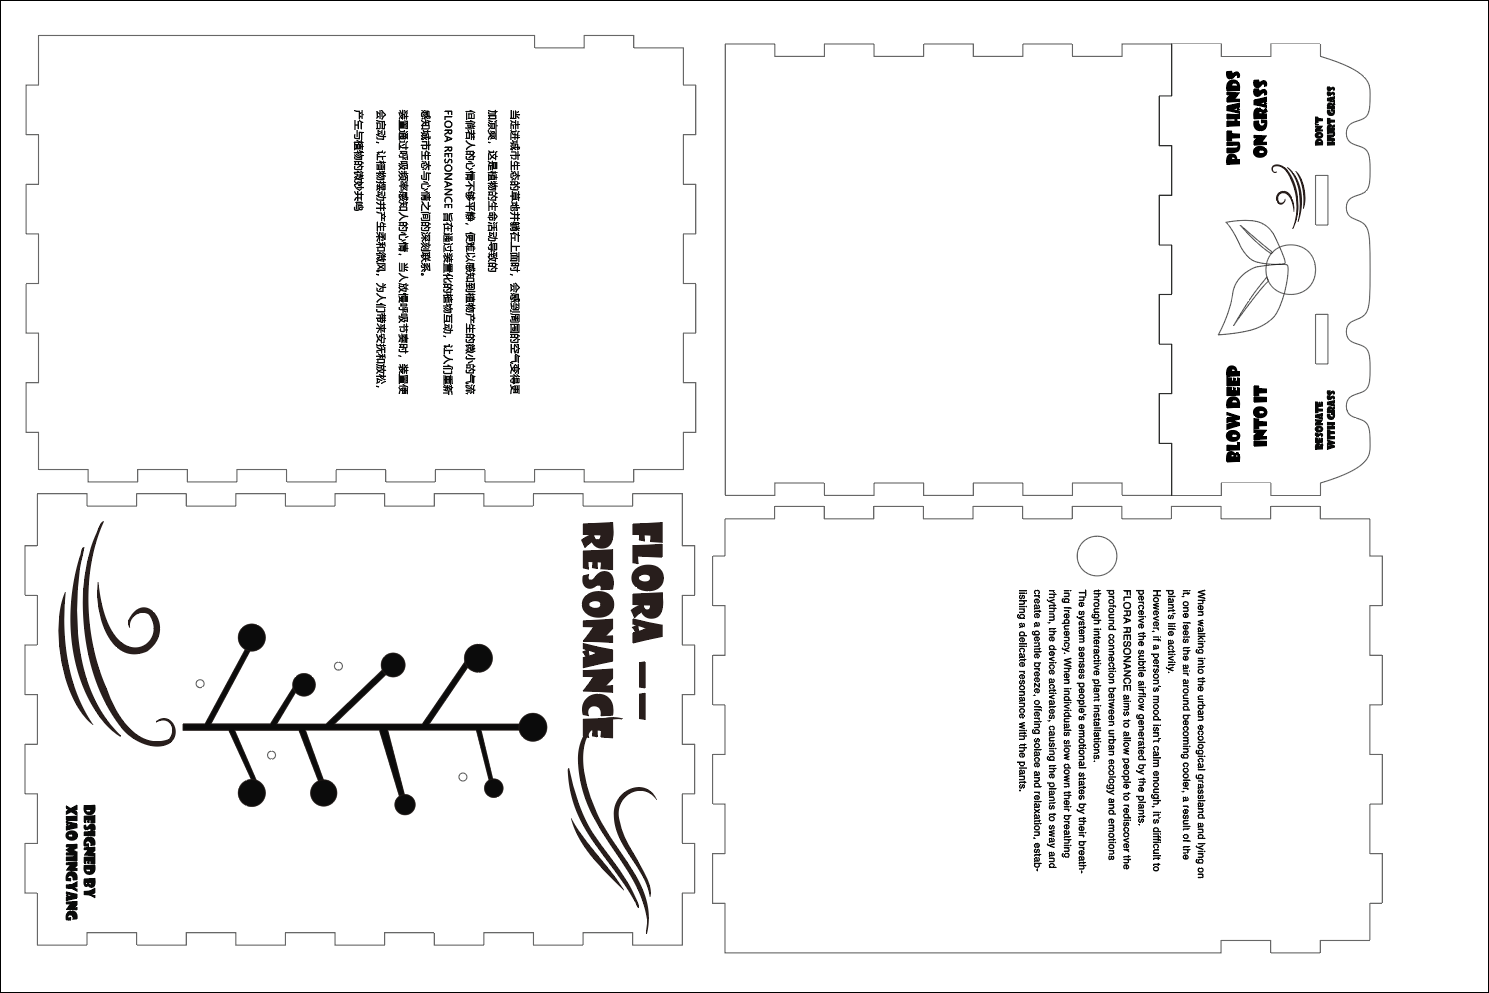 当走进城市生态的草地并躺在上面时，会感到周围的空气变得更
加凉爽，这是植物的生命活动导致的
但倘若人的心情不够平静，便难以感知到植物产生的微小的气流
FLORA RESONANCE 旨在通过装置化的植物互动，让人们重新
感知城市生态与心情之间的深刻联系。
装置通过呼吸频率感知人的心情，当人放慢呼吸节奏时，装置便
会启动，让植物摆动并产生柔和微风，为人们带来安抚和放松，
产生与植物的微妙共鸣
PUT HANDS
ON GRASS
DON'T
HURT GRASS
BLOW DEEP
INTO IT
RESONATE
WITH GRASS
FLORA ——
RESONANCE
DESIGNED BY
XIAO MINGYANG
When walking into the urban ecological grassland and lying on
it, one feels the air around becoming cooler, a result of the
plant's life activity.
However, if a person's mood isn't calm enough, it's difficult to
perceive the subtle airflow generated by the plants.
FLORA RESONANCE aims to allow people to rediscover the
profound connection between urban ecology and emotions
through interactive plant installations.
The system senses people's emotional states by their breath-
ing frequency. When individuals slow down their breathing
rhythm, the device activates, causing the plants to sway and
create a gentle breeze, offering solace and relaxation, estab-
lishing a delicate resonance with the plants.